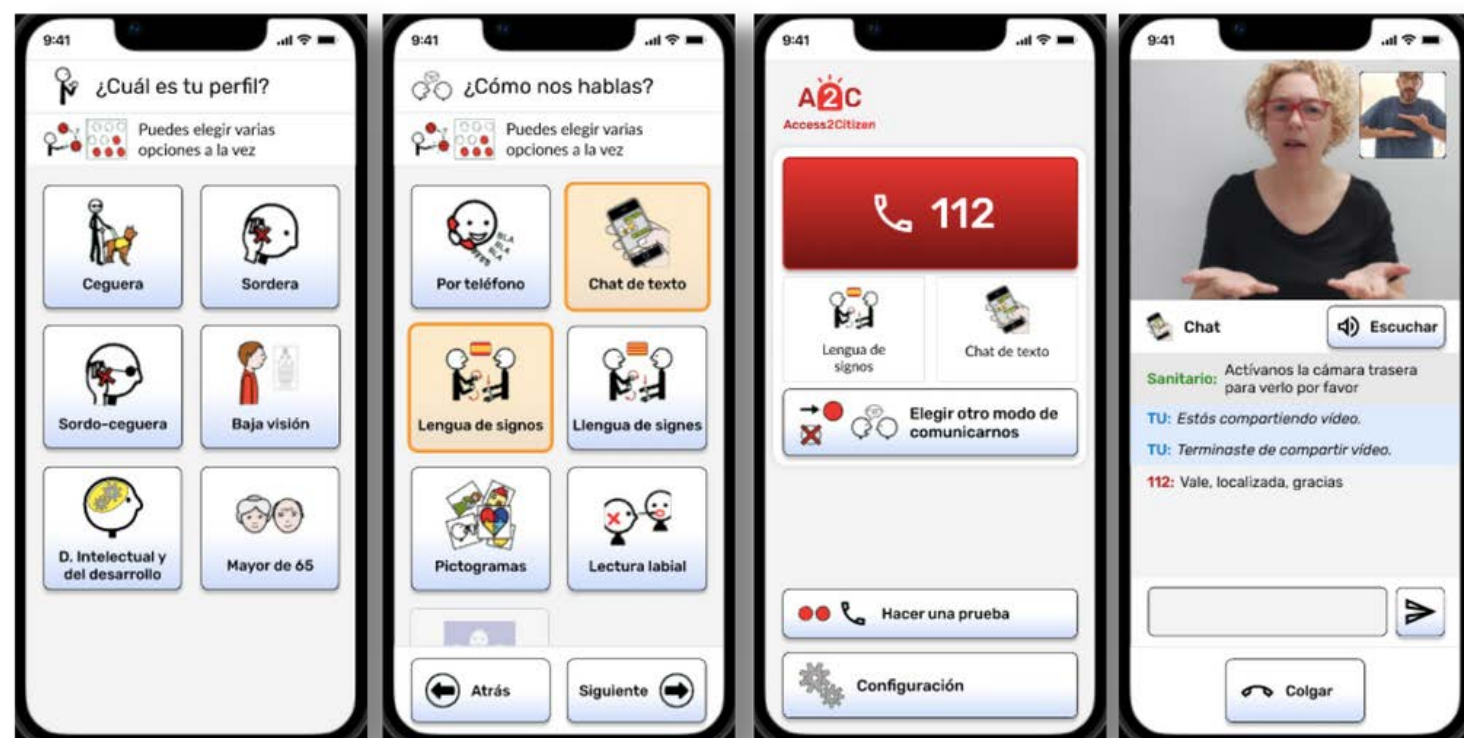 9:41
¿Cuál es tu perfil?
Puedes elegir varias
opciones a la vez
Ceguera
Sordera
Sordo-ceguera
Baja visión
D. Intelectual y
del desarrollo
Mayor de 65
9:41
¿Cómo nos hablas?
Puedes elegir varias
opciones a la vez
BLA
BLA
BLA
BLA
Por teléfono
Chat de texto
Lengua de signos
Llengua de signes
Pictogramas
Lectura labial
Atrás
Siguiente
9:41
A2C
Access2Citizen
112
Lengua de
signos
Chat de texto
Elegir otro modo de
comunicarnos
Hacer una prueba
Configuración
9:41
Chat
Escuchar
Sanitario: Actívanos la cámara trasera
para verlo por favor
TU: Estás compartiendo vídeo.
TU: Terminaste de compartir vídeo.
112: Vale, localizada, gracias
Colgar